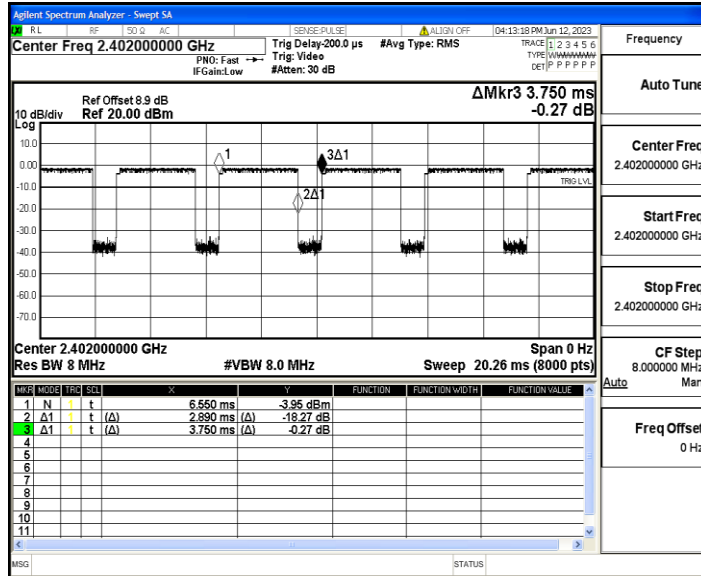 Agilent Spectrum Analyzer - Swept SA
RL RF 50 Ω AC SENSE:PULSE ALIGN OFF 04:13:18 PM Jun 12, 2023
Center Freq 2.402000000 GHz
PNO: Fast
IFGain:Low
Trig Delay-200.0 µs
Trig: Video
#Atten: 30 dB
#Avg Type: RMS
TRACE 1 2 3 4 5 6
TYPE
DET P P P P P P
ΔMkr3 3.750 ms
-0.27 dB
Ref Offset 8.9 dB
10 dB/div Ref 20.00 dBm
Log
10.0
0.00
-10.0
-20.0
-30.0
-40.0
-50.0
-60.0
-70.0
1
3Δ1
TRIG LVL
2Δ1
Center 2.402000000 GHz Span 0 Hz
Res BW 8 MHz #VBW 8.0 MHz Sweep 20.26 ms (8000 pts)
MKR MODE TRC SCL X Y FUNCTION FUNCTION WIDTH FUNCTION VALUE
1 N 1 t 6.550 ms -3.95 dBm
2 Δ1 1 t (Δ) 2.890 ms (Δ) -18.27 dB
3 Δ1 1 t (Δ) 3.750 ms (Δ) -0.27 dB
4
5
6
7
8
9
10
11
MSG STATUS
Frequency
Auto Tune
Center Freq
2.402000000 GHz
Start Freq
2.402000000 GHz
Stop Freq
2.402000000 GHz
CF Step
8.000000 MHz
Auto Man
Freq Offset
0 Hz